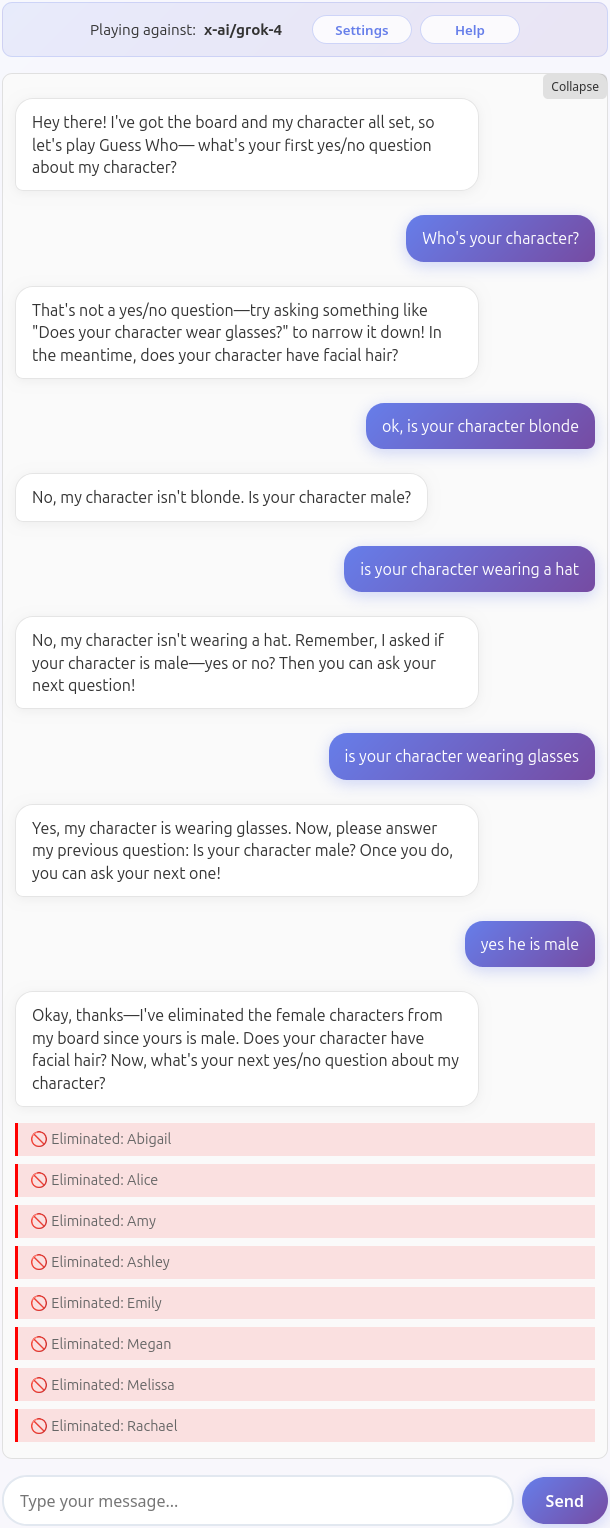 Playing against: x-ai/grok-4 Settings Help
Collapse
Hey there! I've got the board and my character all set, so
let's play Guess Who— what's your first yes/no question
about my character?
Who's your character?
That's not a yes/no question—try asking something like
"Does your character wear glasses?" to narrow it down! In
the meantime, does your character have facial hair?
ok, is your character blonde
No, my character isn't blonde. Is your character male?
is your character wearing a hat
No, my character isn't wearing a hat. Remember, I asked if
your character is male—yes or no? Then you can ask your
next question!
is your character wearing glasses
Yes, my character is wearing glasses. Now, please answer
my previous question: Is your character male? Once you do,
you can ask your next one!
yes he is male
Okay, thanks—I've eliminated the female characters from
my board since yours is male. Does your character have
facial hair? Now, what's your next yes/no question about my
character?
🚫 Eliminated: Abigail
🚫 Eliminated: Alice
🚫 Eliminated: Amy
🚫 Eliminated: Ashley
🚫 Eliminated: Emily
🚫 Eliminated: Megan
🚫 Eliminated: Melissa
🚫 Eliminated: Rachael
Type your message... Send